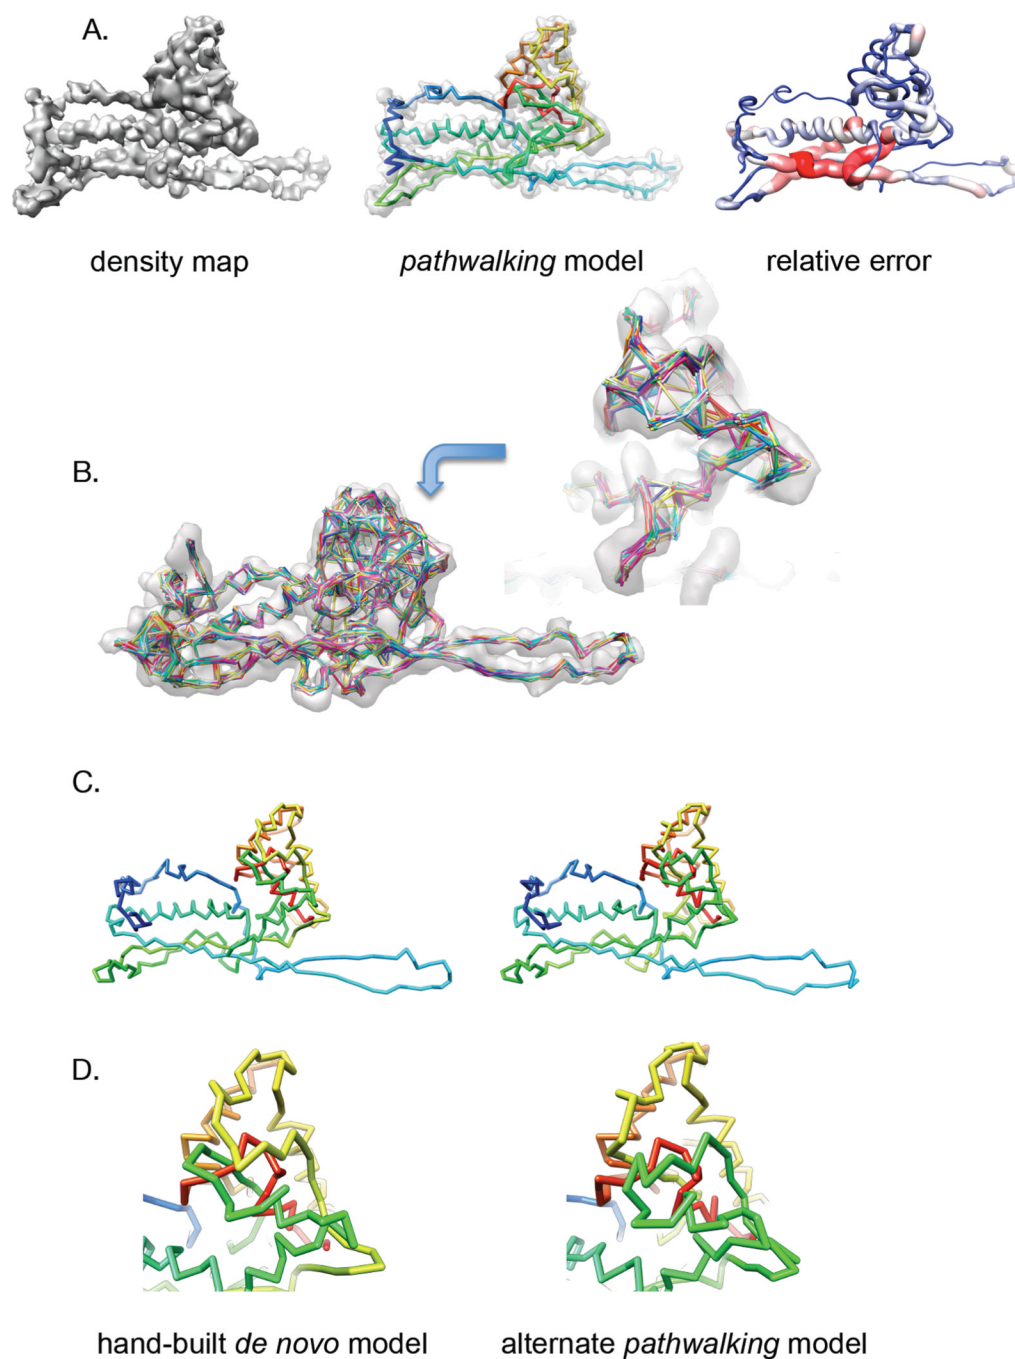 A.
density map
pathwalking model
relative error
B.
C.
D.
hand-built de novo model
alternate pathwalking model